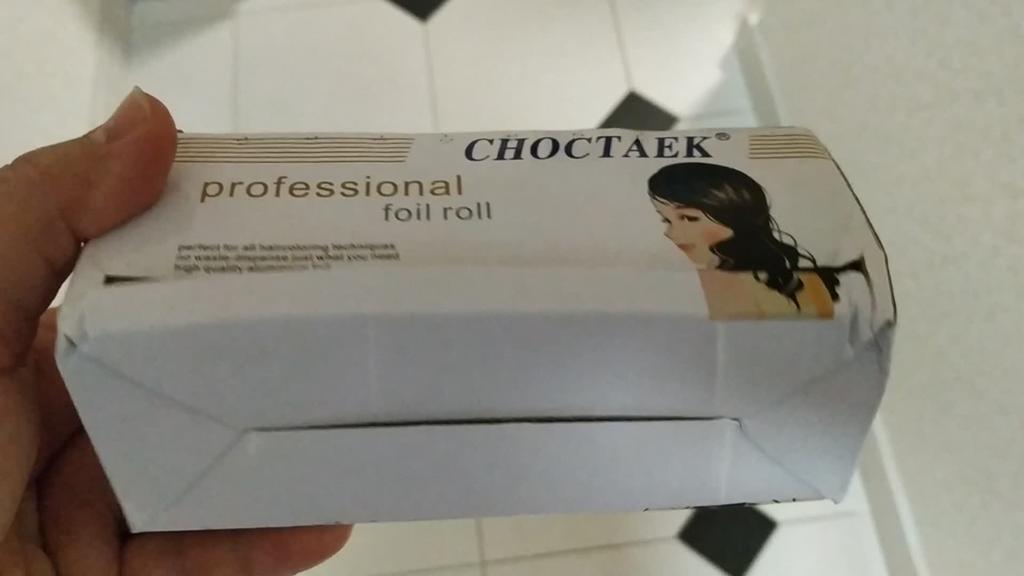 CHOCTAEK®
professional
foil roll
perfect for all haircoloring techniques
no waste-dispense just what you need
high quality aluminium foil